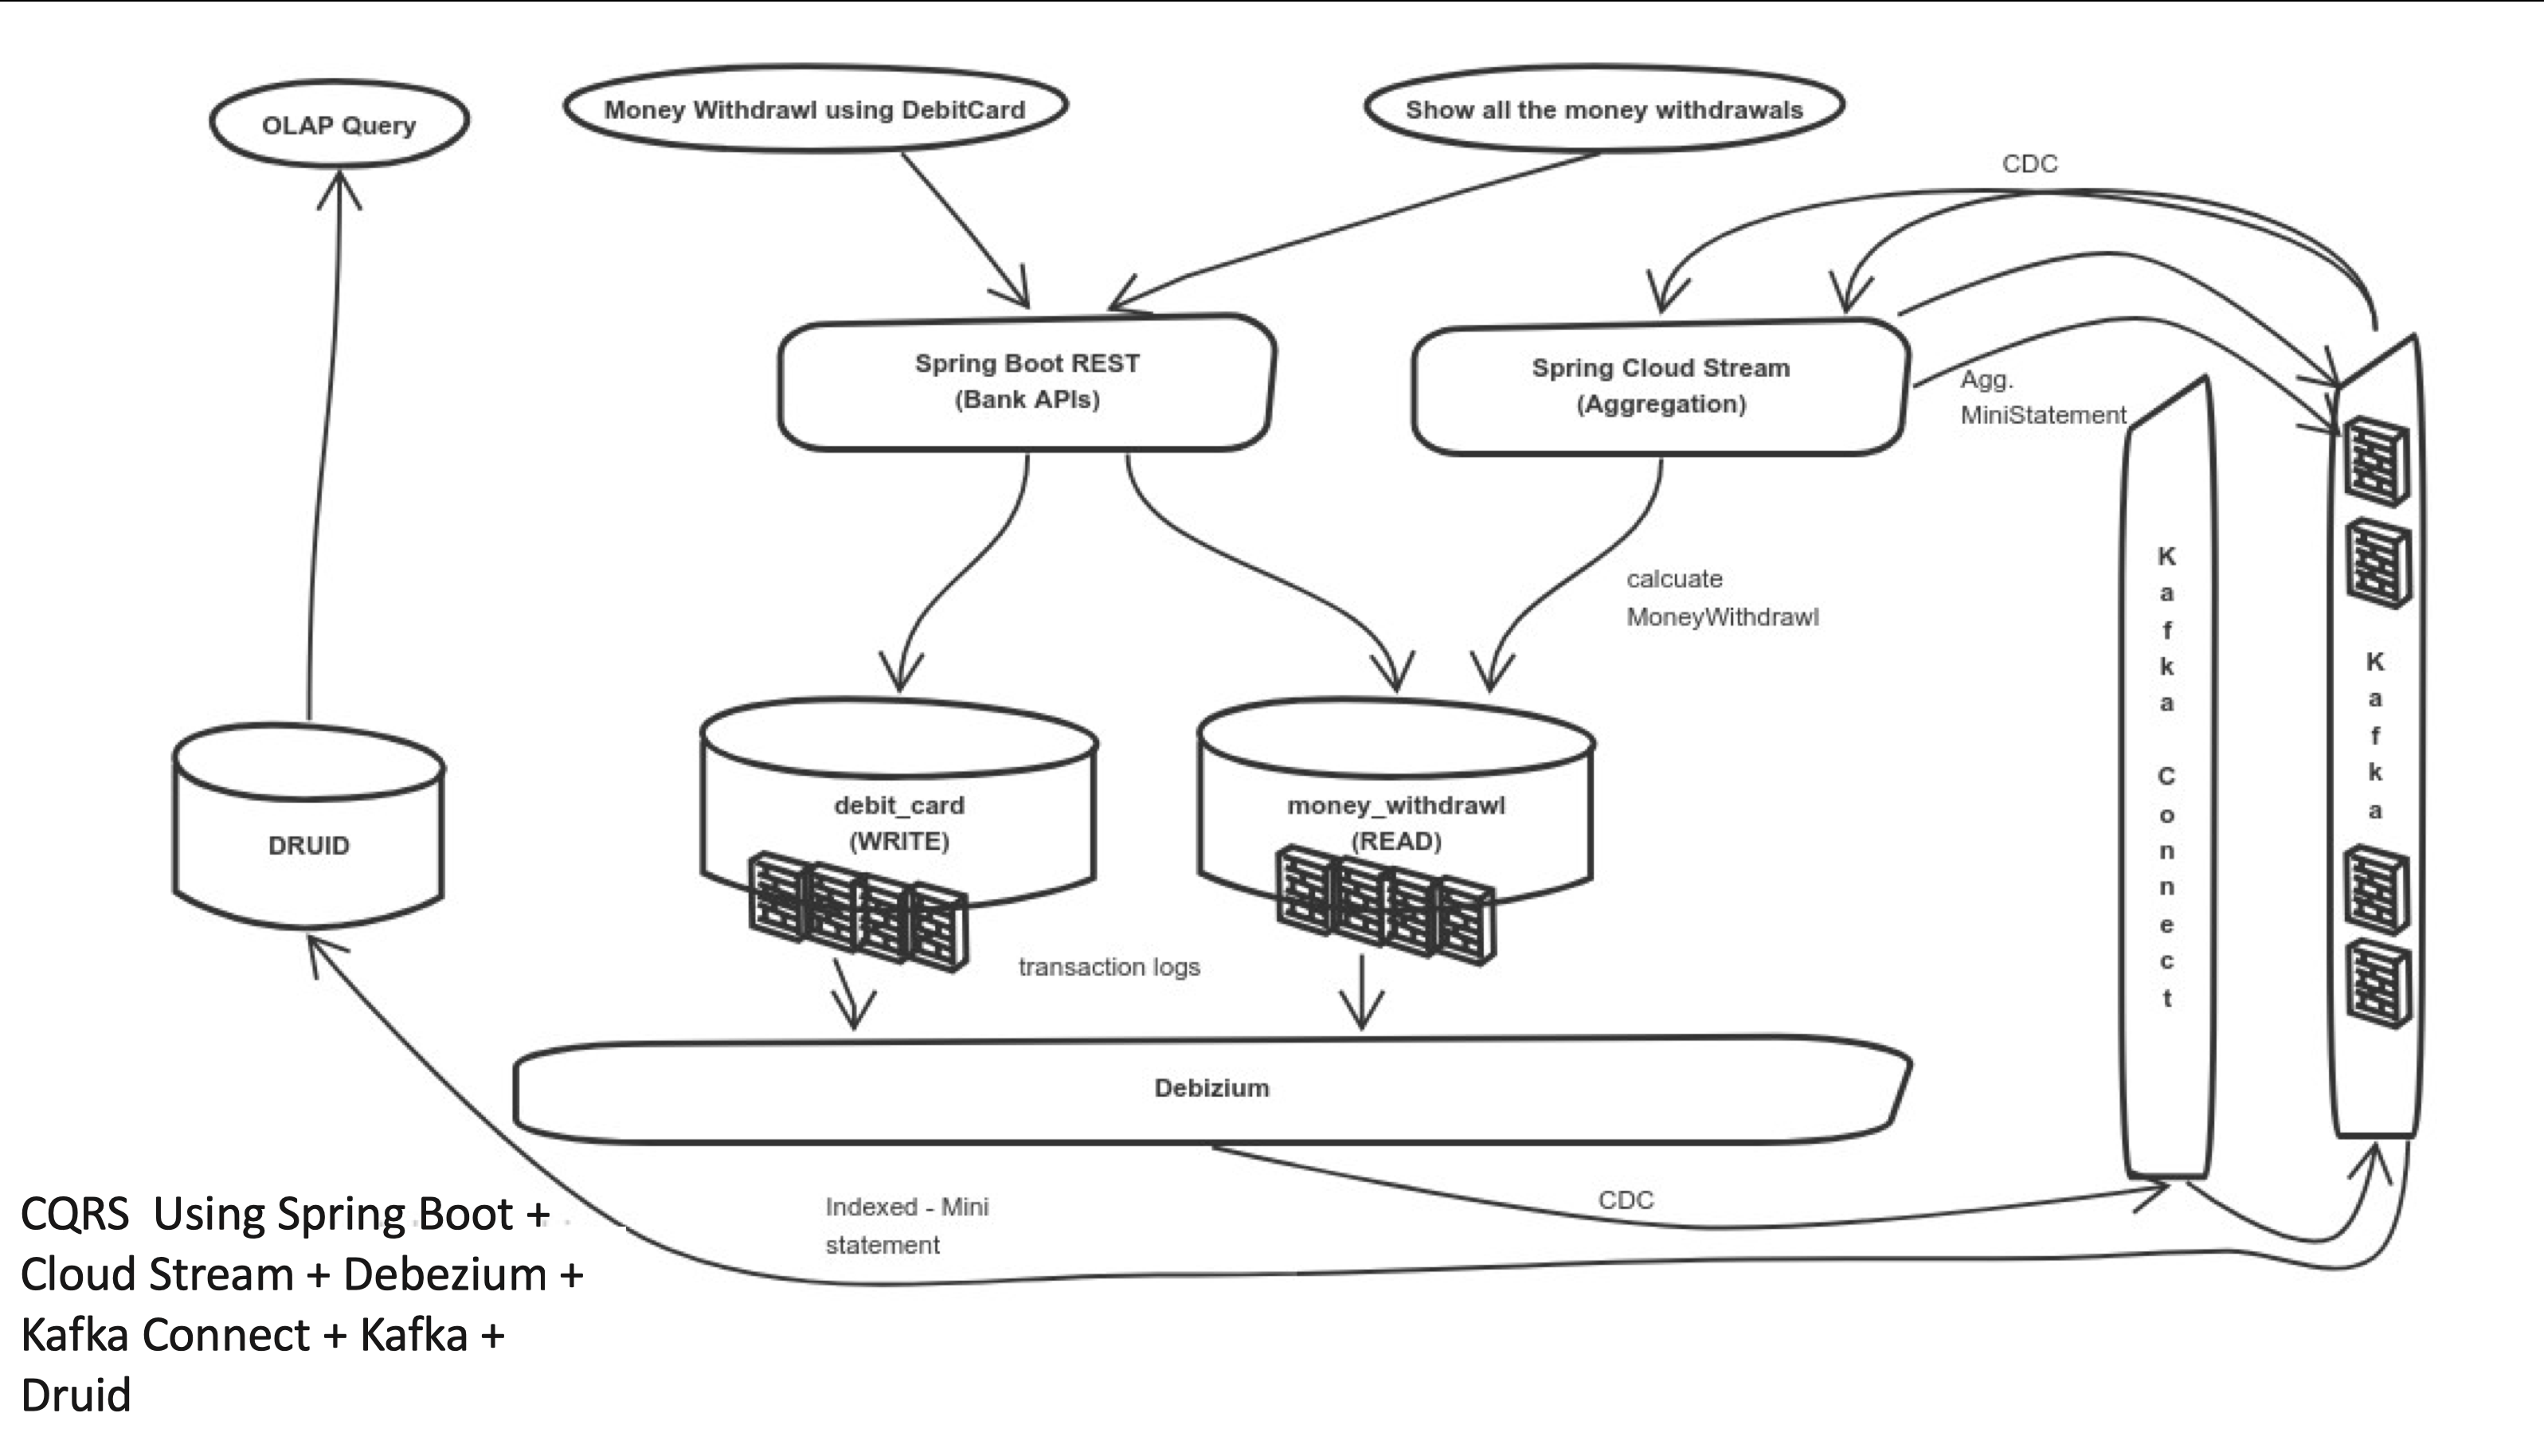 OLAP Query
Money Withdrawl using DebitCard
Show all the money withdrawals
CDC
Spring Boot REST
(Bank APIs)
Spring Cloud Stream
(Aggregation)
Agg.
MiniStatement
calcuate
MoneyWithdrawl
Kafka Connect
Kafka
DRUID
debit_card
(WRITE)
money_withdrawl
(READ)
transaction logs
Debizium
CDC
Indexed - Mini
statement
CQRS Using Spring Boot +
Cloud Stream + Debezium +
Kafka Connect + Kafka +
Druid